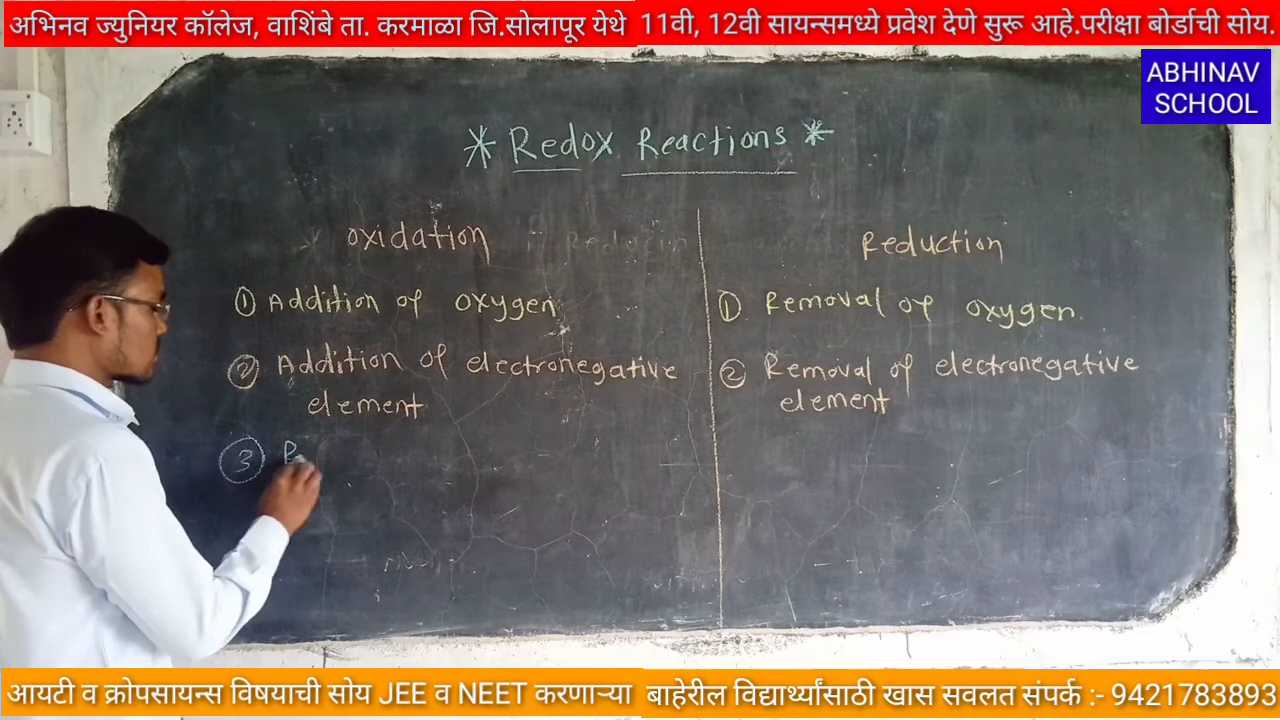 अभिनव ज्युनियर कॉलेज, वाशिंबे ता. करमाळा जि.सोलापूर येथे 11वी, 12वी सायन्समध्ये प्रवेश देणे सुरू आहे.परीक्षा बोर्डाची सोय.
ABHINAV
SCHOOL
* Redox Reactions *
oxidation
① Addition of oxygen
② Addition of electronegative
element
③ R
Reduction
① Removal of oxygen.
② Removal of electronegative
element
आयटी व क्रोपसायन्स विषयाची सोय JEE व NEET करणाऱ्या बाहेरील विद्यार्थ्यांसाठी खास सवलत संपर्क :- 9421783893